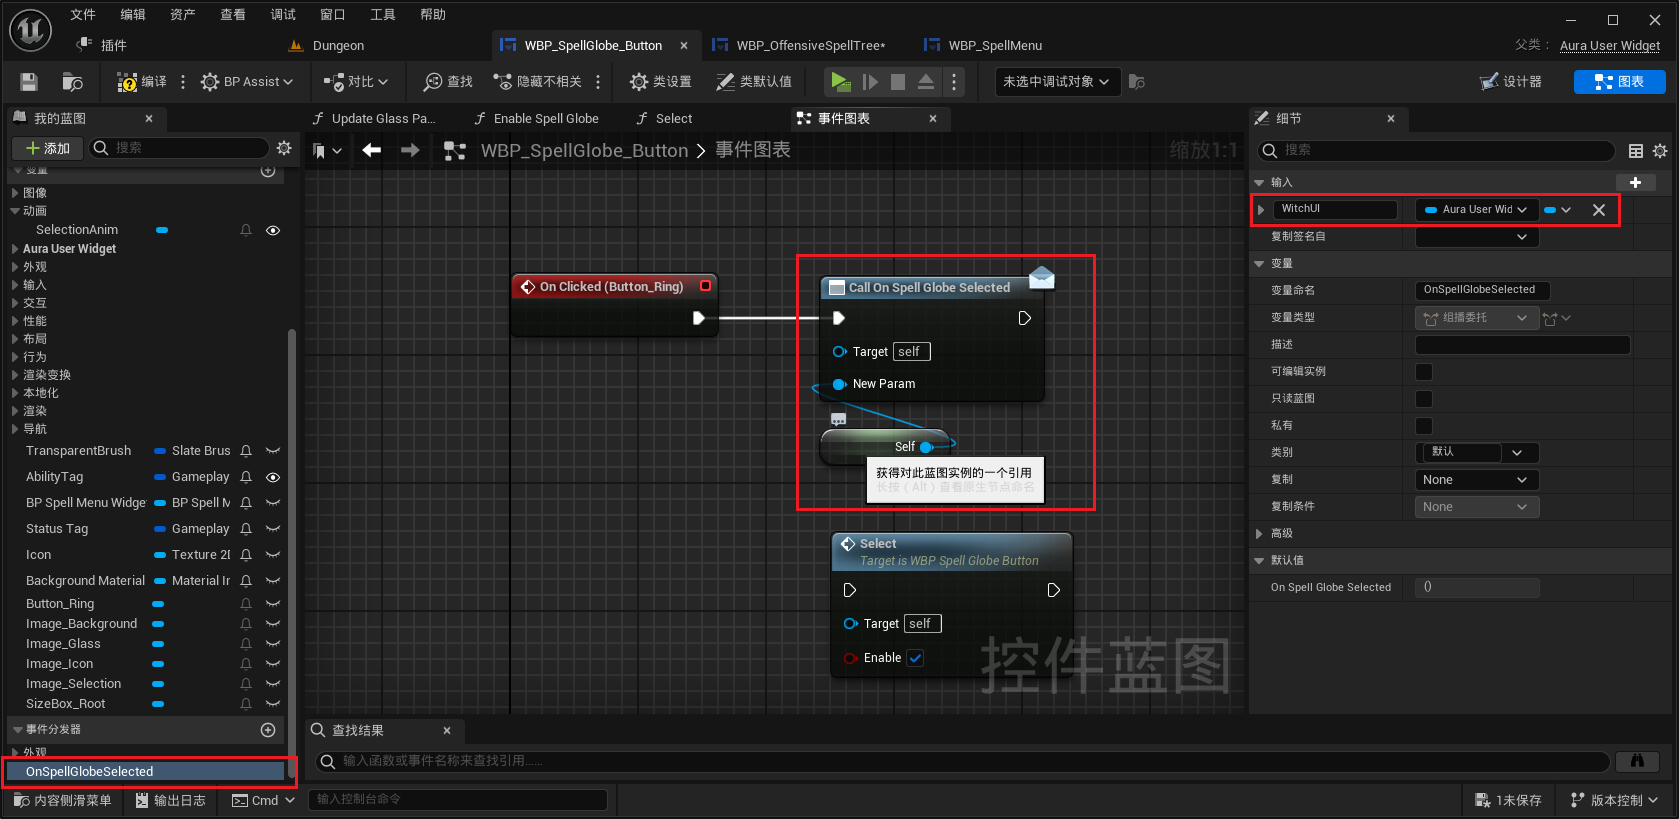 文件 编辑 资产 查看 调试 窗口 工具 帮助
插件 Dungeon WBP_SpellGlobe_Button WBP_OffensiveSpellTree* WBP_SpellMenu 父类： Aura User Widget
编译 BP Assist 对比 查找 隐藏不相关 类设置 类默认值 未选中调试对象 设计器 图表
我的蓝图
添加 搜索
变量
图像
动画
SelectionAnim
Aura User Widget
外观
输入
交互
性能
布局
行为
渲染变换
本地化
渲染
导航
TransparentBrush Slate Brus
AbilityTag Gameplay
BP Spell Menu Widge BP Spell M
Status Tag Gameplay
Icon Texture 2D
Background Material Material In
Button_Ring
Image_Background
Image_Glass
Image_Icon
Image_Selection
SizeBox_Root
事件分发器
外观
OnSpellGlobeSelected
Update Glass Pa... Enable Spell Globe Select 事件图表
WBP_SpellGlobe_Button 事件图表 缩放1:1
On Clicked (Button_Ring)
Call On Spell Globe Selected
Target self
New Param
Self
获得对此蓝图实例的一个引用
长按（Alt）查看原生节点命名
Select
Target is WBP Spell Globe Button
Target self
Enable
控件蓝图
查找结果
输入函数或事件名称来查找引用......
细节
搜索
输入
WitchUI Aura User Wid
复制签名自
变量
变量命名 OnSpellGlobeSelected
变量类型 组播委托
描述
可编辑实例
只读蓝图
私有
类别 默认
复制 None
复制条件 None
高级
默认值
On Spell Globe Selected ()
内容侧滑菜单 输出日志 Cmd 输入控制台命令 1未保存 版本控制